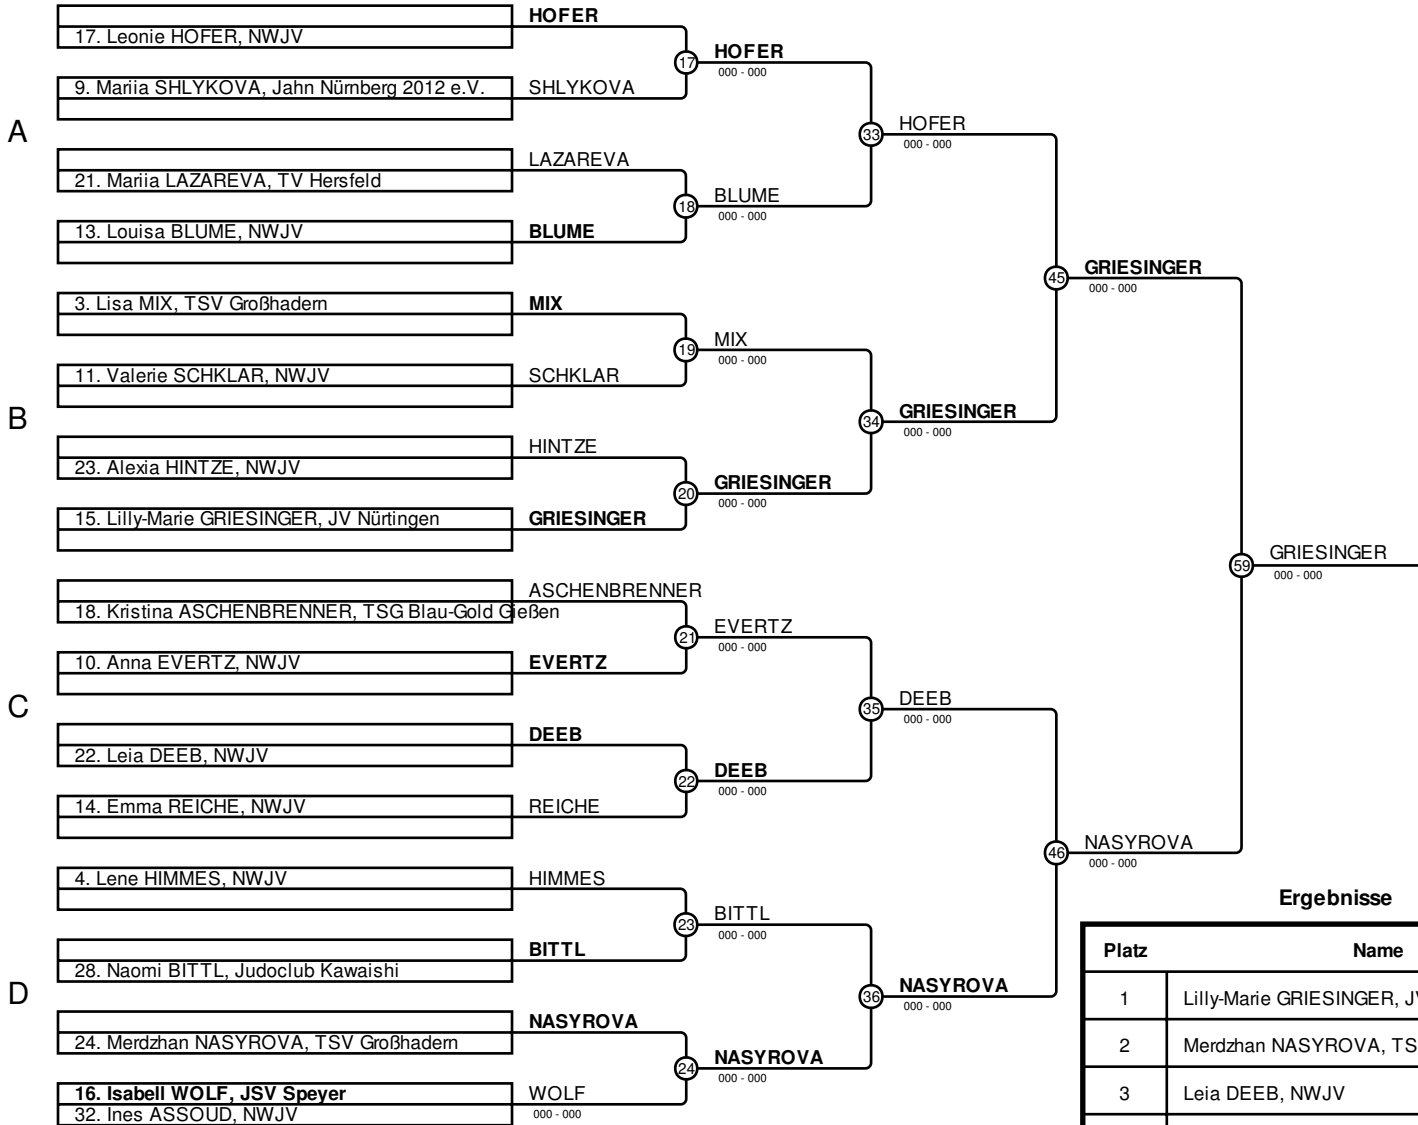 HOFER
17. Leonie HOFER, NWJV
17
HOFER
000 - 000
9. Mariia SHLYKOVA, Jahn Nürnberg 2012 e.V.
SHLYKOVA
A
33
HOFER
000 - 000
LAZAREVA
21. Mariia LAZAREVA, TV Hersfeld
18
BLUME
000 - 000
13. Louisa BLUME, NWJV
BLUME
45
GRIESINGER
000 - 000
3. Lisa MIX, TSV Großhadern
MIX
19
MIX
000 - 000
11. Valerie SCHKLAR, NWJV
SCHKLAR
B
34
GRIESINGER
000 - 000
HINTZE
23. Alexia HINTZE, NWJV
20
GRIESINGER
000 - 000
15. Lilly-Marie GRIESINGER, JV Nürtingen
GRIESINGER
59
GRIESINGER
000 - 000
ASCHENBRENNER
18. Kristina ASCHENBRENNER, TSG Blau-Gold Gießen
21
EVERTZ
000 - 000
10. Anna EVERTZ, NWJV
EVERTZ
C
35
DEEB
000 - 000
DEEB
22. Leia DEEB, NWJV
22
DEEB
000 - 000
14. Emma REICHE, NWJV
REICHE
46
NASYROVA
000 - 000
4. Lene HIMMES, NWJV
HIMMES
23
BITTL
000 - 000
BITTL
28. Naomi BITTL, Judoclub Kawaishi
D
36
NASYROVA
000 - 000
NASYROVA
24. Merdzhan NASYROVA, TSV Großhadern
24
NASYROVA
000 - 000
16. Isabell WOLF, JSV Speyer
WOLF
000 - 000
32. Ines ASSOUD, NWJV
Ergebnisse
Platz Name
1 Lilly-Marie GRIESINGER, J
2 Merdzhan NASYROVA, TS
3 Leia DEEB, NWJV